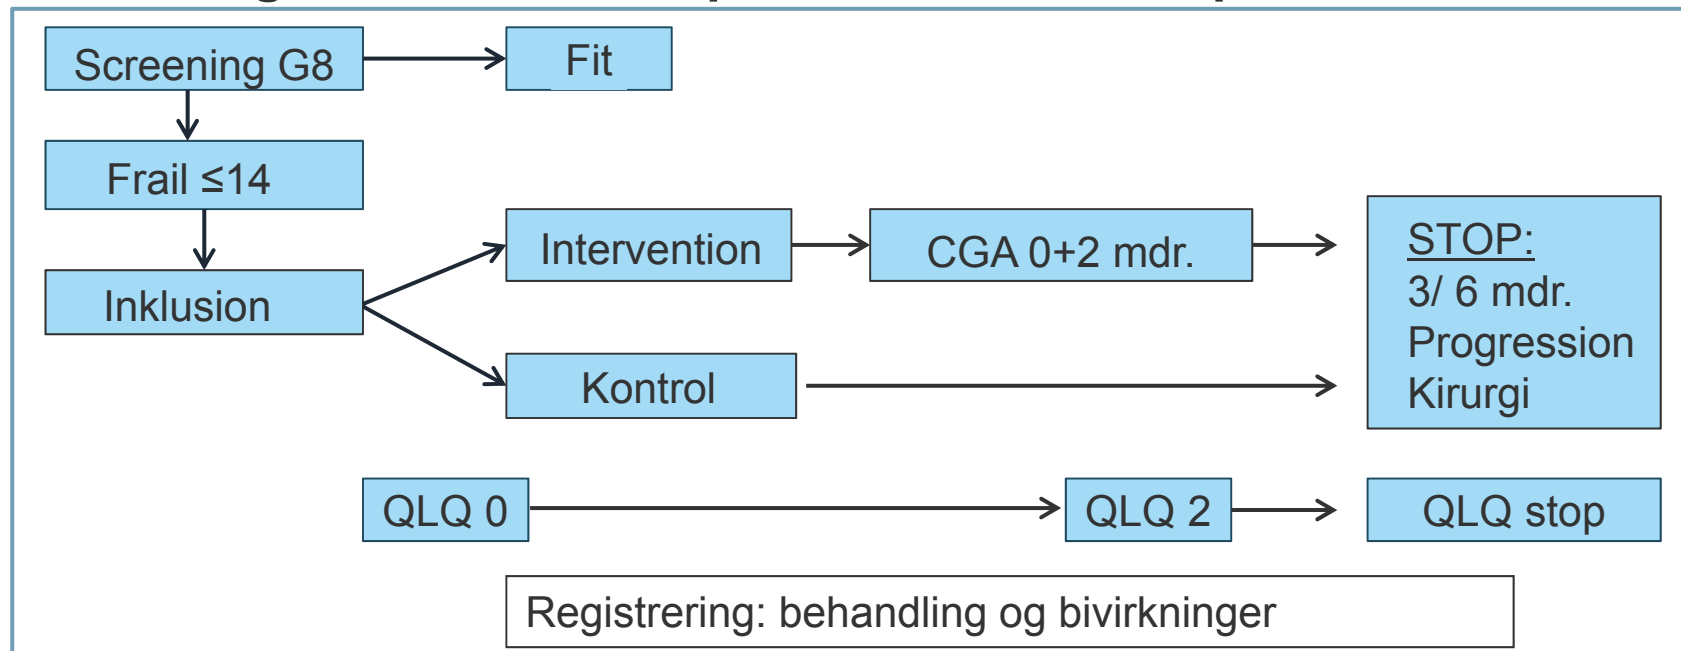 Screening G8
Fit
Frail ≤14
Inklusion
Intervention
CGA 0+2 mdr.
Kontrol
STOP:
3/ 6 mdr.
Progression
Kirurgi
QLQ 0
QLQ 2
QLQ stop
Registrering: behandling og bivirkninger